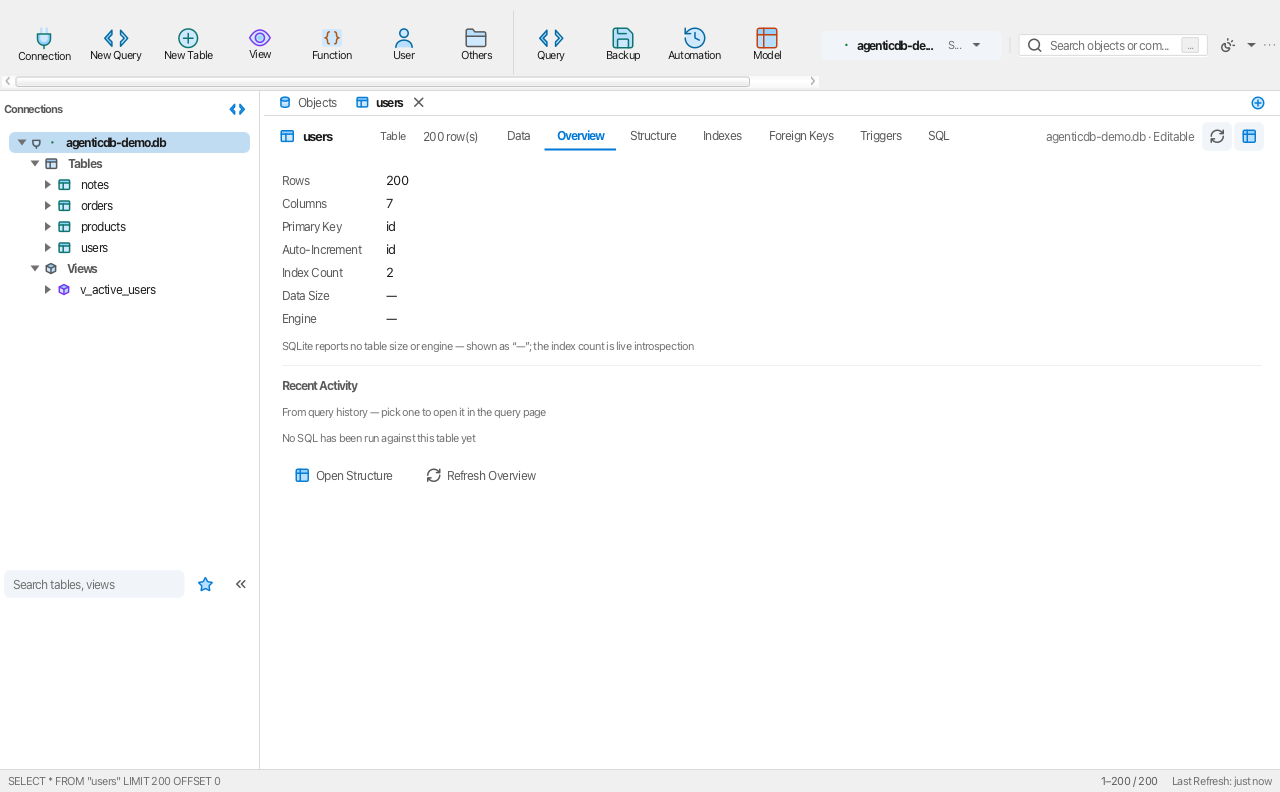 Connection
New Query
New Table
View
Function
User
Others
Query
Backup
Automation
Model
agenticdb-de...
S...
Search objects or com...
...
Connections
agenticdb-demo.db
Tables
notes
orders
products
users
Views
v_active_users
Search tables, views
Objects
users
users
Table
200 row(s)
Data
Overview
Structure
Indexes
Foreign Keys
Triggers
SQL
agenticdb-demo.db · Editable
Rows 200
Columns 7
Primary Key id
Auto-Increment id
Index Count 2
Data Size —
Engine —
SQLite reports no table size or engine — shown as “—”; the index count is live introspection
Recent Activity
From query history — pick one to open it in the query page
No SQL has been run against this table yet
Open Structure
Refresh Overview
SELECT * FROM "users" LIMIT 200 OFFSET 0
1–200 / 200
Last Refresh: just now